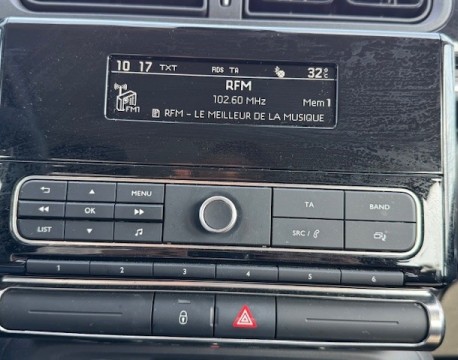 10 17 TXT RDS TA 32°C
RFM
102.60 MHz Mem 1
FM1
RFM - LE MEILLEUR DE LA MUSIQUE
MENU
OK
LIST
TA BAND
SRC /
1 2 3 4 5 6